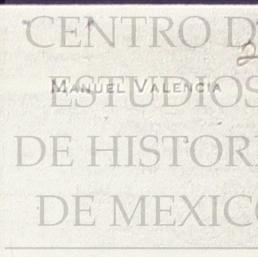 CENTRO D
MANUEL VALENCIA
ESTUDIOS
DE HISTOR
DE MEXIC